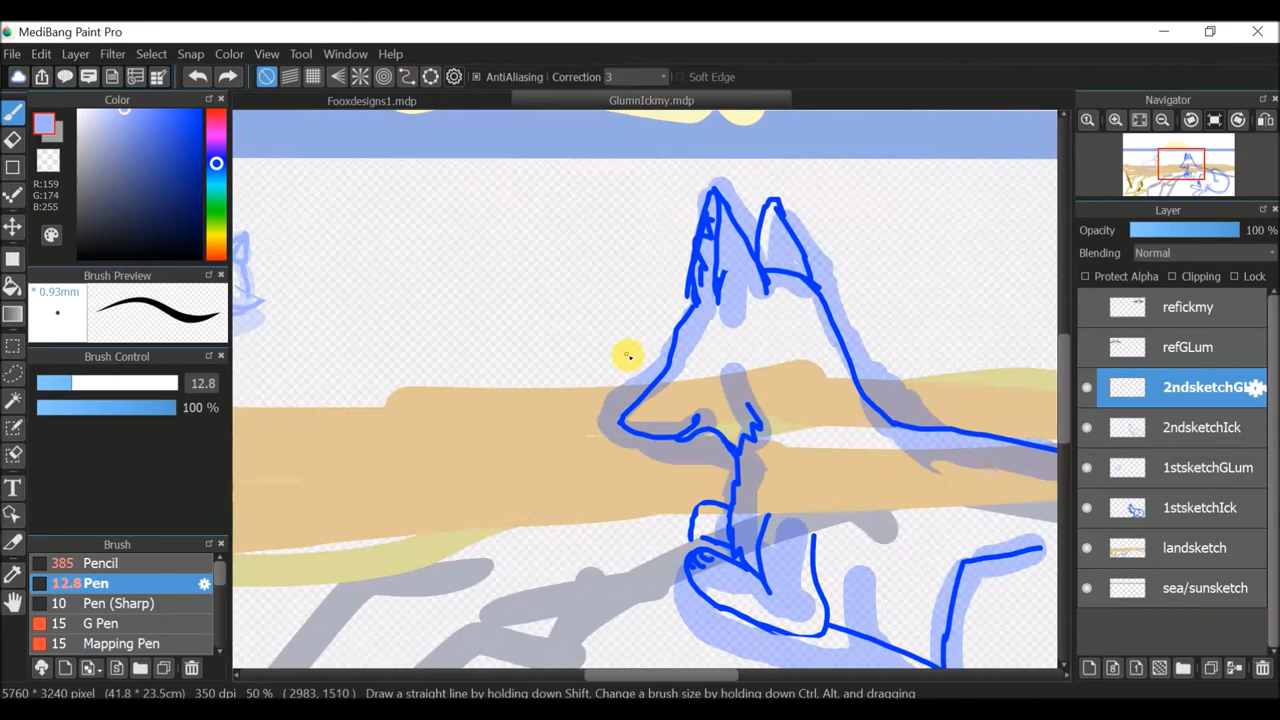 MediBang Paint Pro
File Edit Layer Filter Select Snap Color View Tool Window Help
AntiAliasing Correction 3 Soft Edge
Color
Fooxdesigns1.mdp GlumnIckmy.mdp
Navigator
R:159
G:174
B:255
Layer
Opacity 100 %
Blending Normal
Protect Alpha Clipping Lock
Brush Preview
* 0.93mm
Brush Control
12.8
100 %
refickmy
refGLum
2ndsketchGL
2ndsketchIck
1stsketchGLum
1stsketchIck
landsketch
sea/sunsketch
Brush
385 Pencil
12.8 Pen
10 Pen (Sharp)
15 G Pen
15 Mapping Pen
5760 * 3240 pixel (41.8 * 23.5cm) 350 dpi 50 % (2983, 1510) Draw a straight line by holding down Shift, Change a brush size by holding down Ctrl, Alt, and dragging